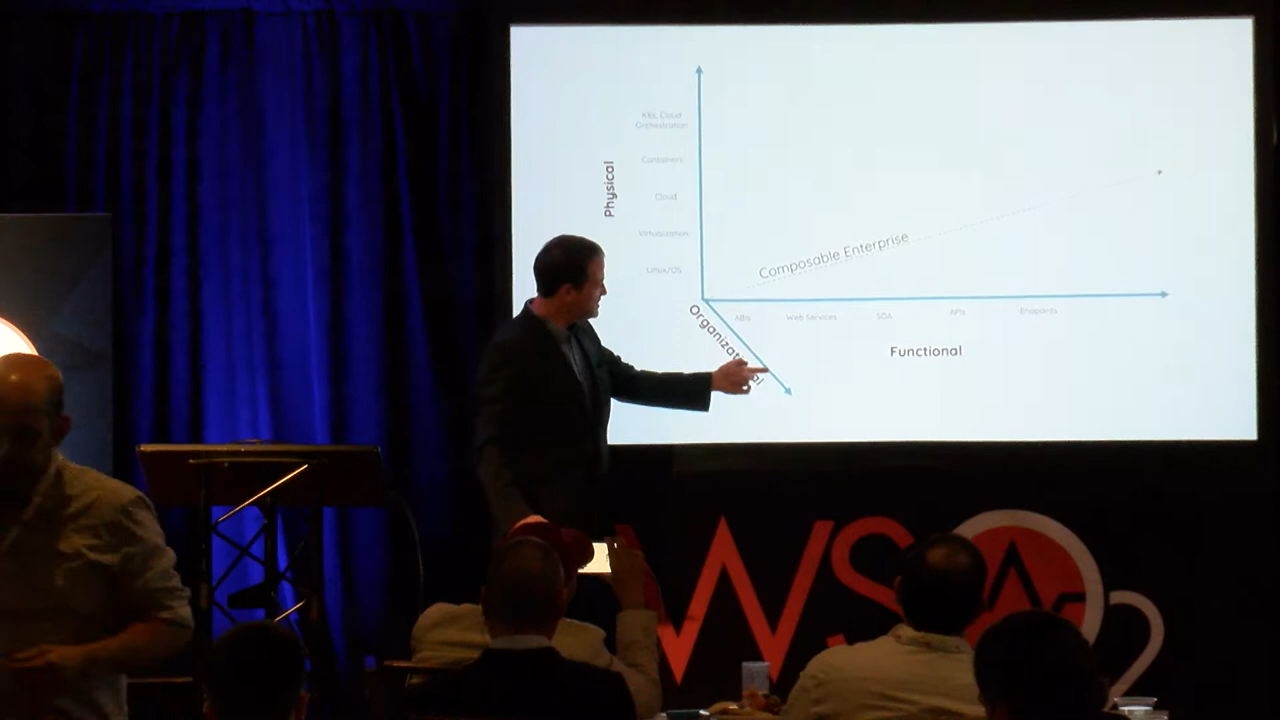 K8s, Cloud
Orchestration
Containers
Cloud
Virtualization
Linux/OS
Physical
Composable Enterprise
Organizational
ABIs
Web Services
SOA
APIs
Endpoints
Functional
WSO2